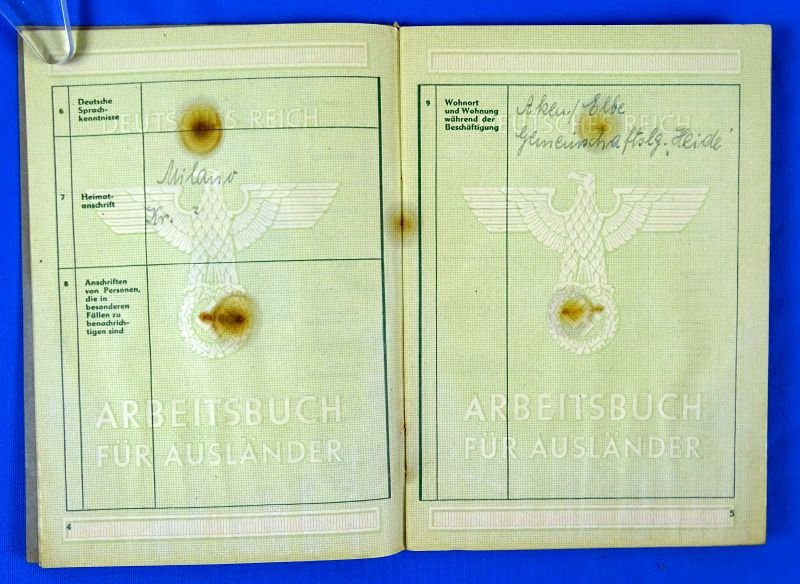 DEUTSCHES REICH
6 Deutsche
Sprach-
kenntnisse
7 Heimat-
anschrift
Milano
Kr. ?
8 Anschriften
von Personen,
die in
besonderen
Fällen zu
benachrich-
tigen sind
ARBEITSBUCH
FÜR AUSLÄNDER
4
DEUTSCHES REICH
9 Wohnort
und Wohnung
während der
Beschäftigung
Aken/Elbe
Gemeinschaftslg. "Heide"
ARBEITSBUCH
FÜR AUSLÄNDER
5